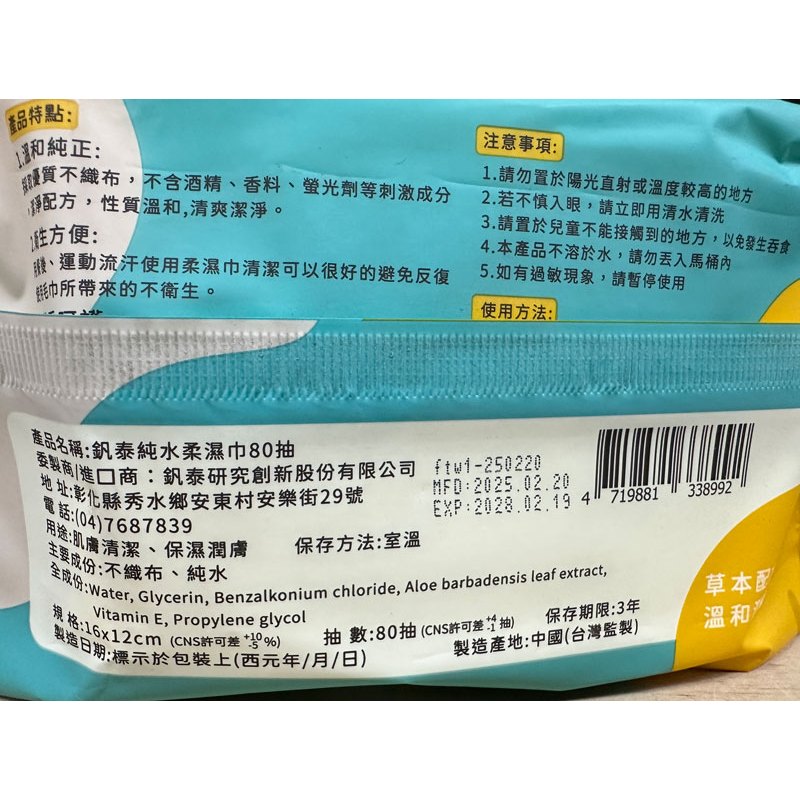 產品特點:
1.溫和純正:
優質不織布，不含酒精、香料、螢光劑等刺激成分
潔淨配方，性質溫和,清爽潔淨。
衛生方便:
後、運動流汗使用柔濕巾清潔可以很好的避免反復
毛巾所帶來的不衛生。
注意事項:
1.請勿置於陽光直射或溫度較高的地方
2.若不慎入眼，請立即用清水清洗
3.請置於兒童不能接觸到的地方，以免發生吞食
4.本產品不溶於水，請勿丟入馬桶內
5.如有過敏現象，請暫停使用
使用方法:
產品名稱:釩泰純水柔濕巾80抽
委製商/進口商：釩泰研究創新股份有限公司
地 址:彰化縣秀水鄉安東村安樂街29號
電 話:(04)7687839
用途:肌膚清潔、保濕潤膚 保存方法:室溫
主要成份:不織布、純水
全成份:Water, Glycerin, Benzalkonium chloride, Aloe barbadensis leaf extract,
Vitamin E, Propylene glycol
規 格:16x12cm (CNS許可差 +10 -5 %) 抽 數:80抽 (CNS許可差 +4 -1 抽) 保存期限:3年
製造日期:標示於包裝上(西元年/月/日) 製造產地:中國(台灣監製)
ftw1-250220
MFD:2025.02.20
EXP:2028.02.19
4 719881 338992
草本配
溫和